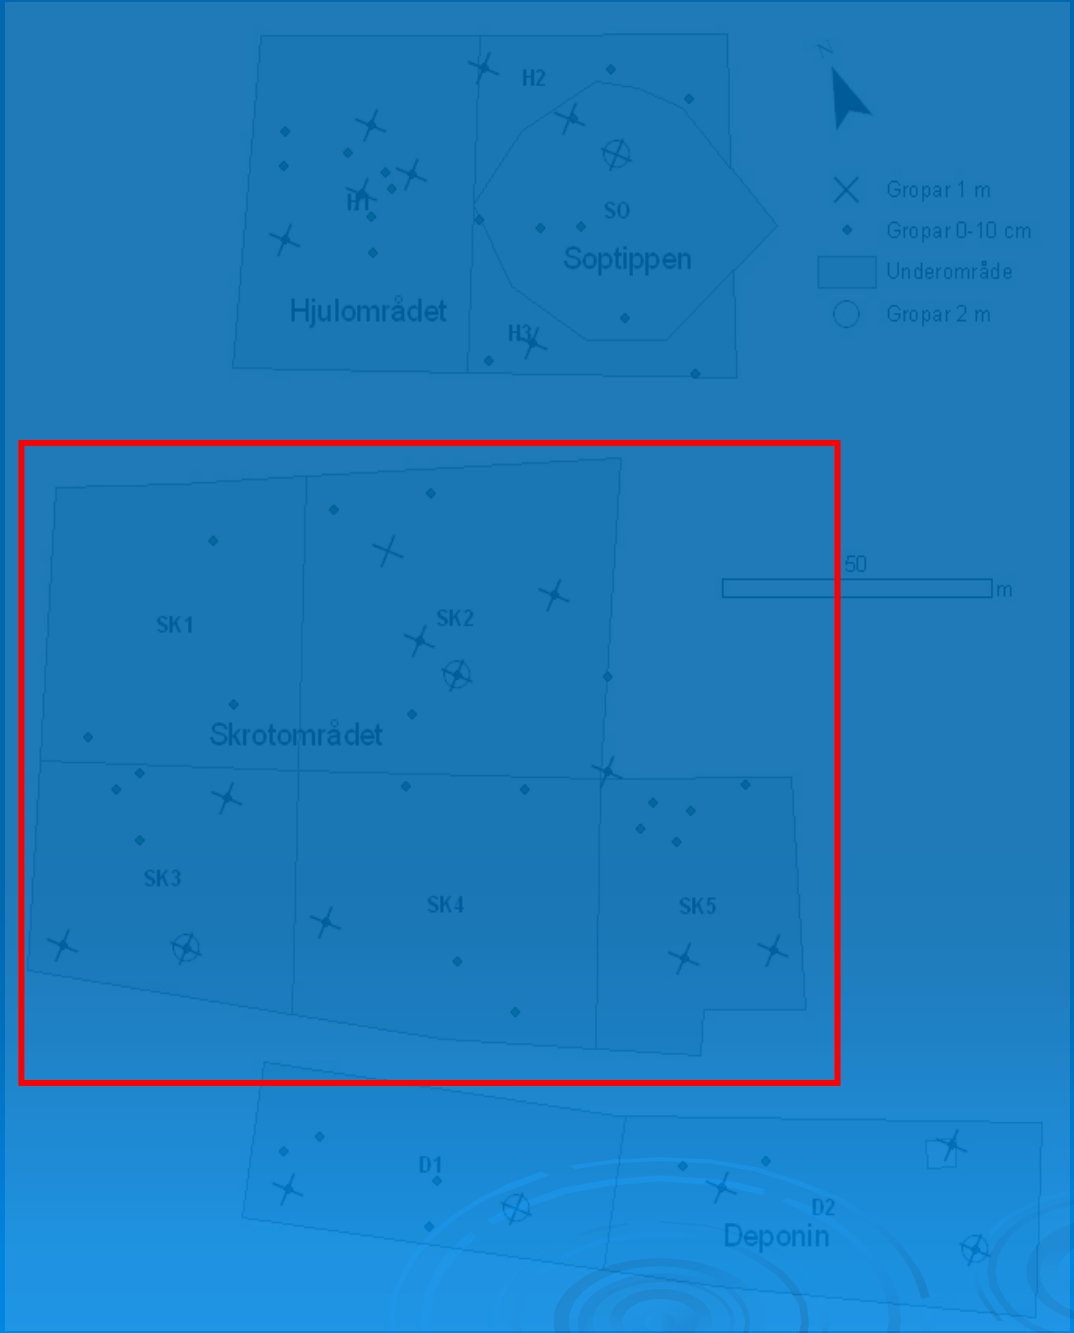 N
H2
Gropar 1 m
H1
SO
Gropar 0-10 cm
Soptippen
Underområde
Hjulområdet
Gropar 2 m
H3
50
m
SK1
SK2
Skrotområdet
SK3
SK4
SK5
D1
D2
Deponin